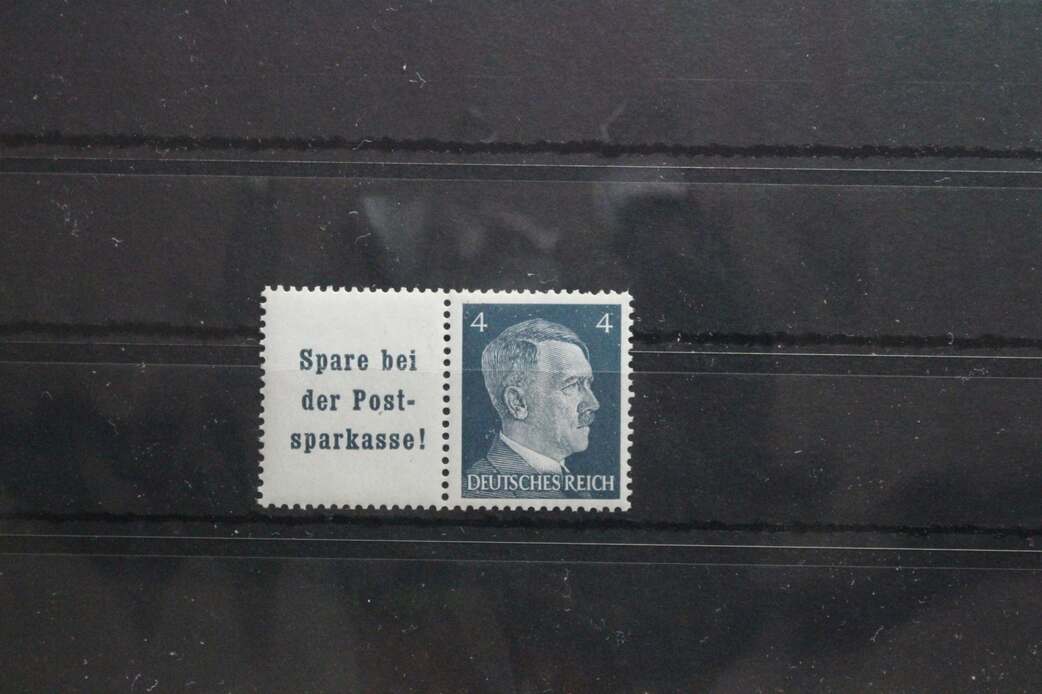 Spare bei
der Post-
sparkasse!
4 4
DEUTSCHES REICH